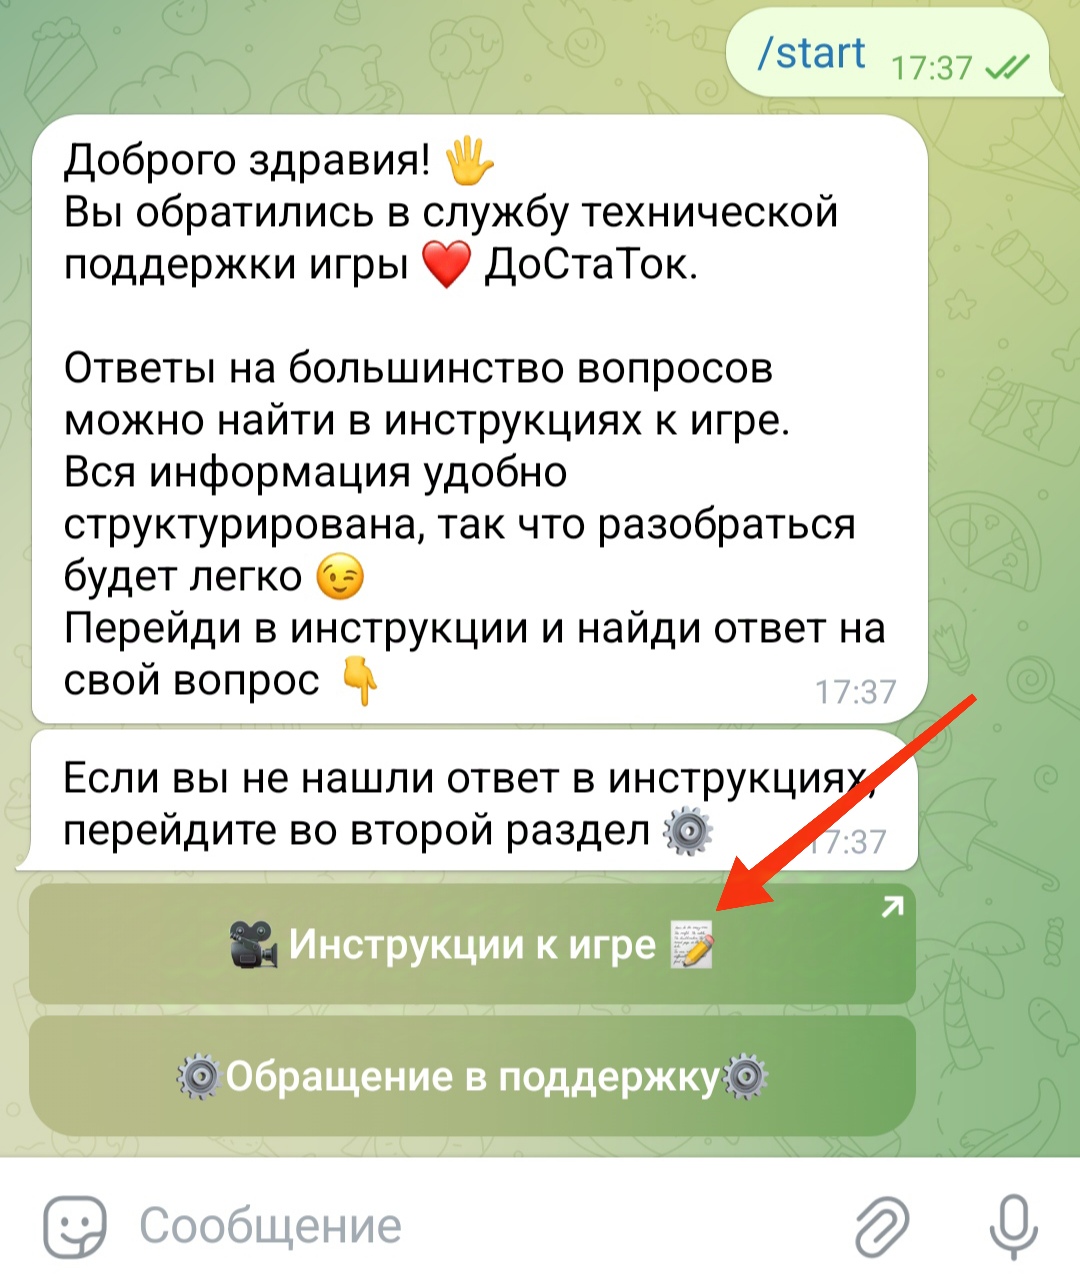 /start 17:37
Доброго здравия! 🖐
Вы обратились в службу технической
поддержки игры ❤️ ДоСтаТок.
Ответы на большинство вопросов
можно найти в инструкциях к игре.
Вся информация удобно
структурирована, так что разобраться
будет легко 😉
Перейди в инструкции и найди ответ на
свой вопрос 👇
17:37
Если вы не нашли ответ в инструкциях,
перейдите во второй раздел ⚙️
17:37
🎥 Инструкции к игре 📝
⚙️Обращение в поддержку⚙️
Сообщение